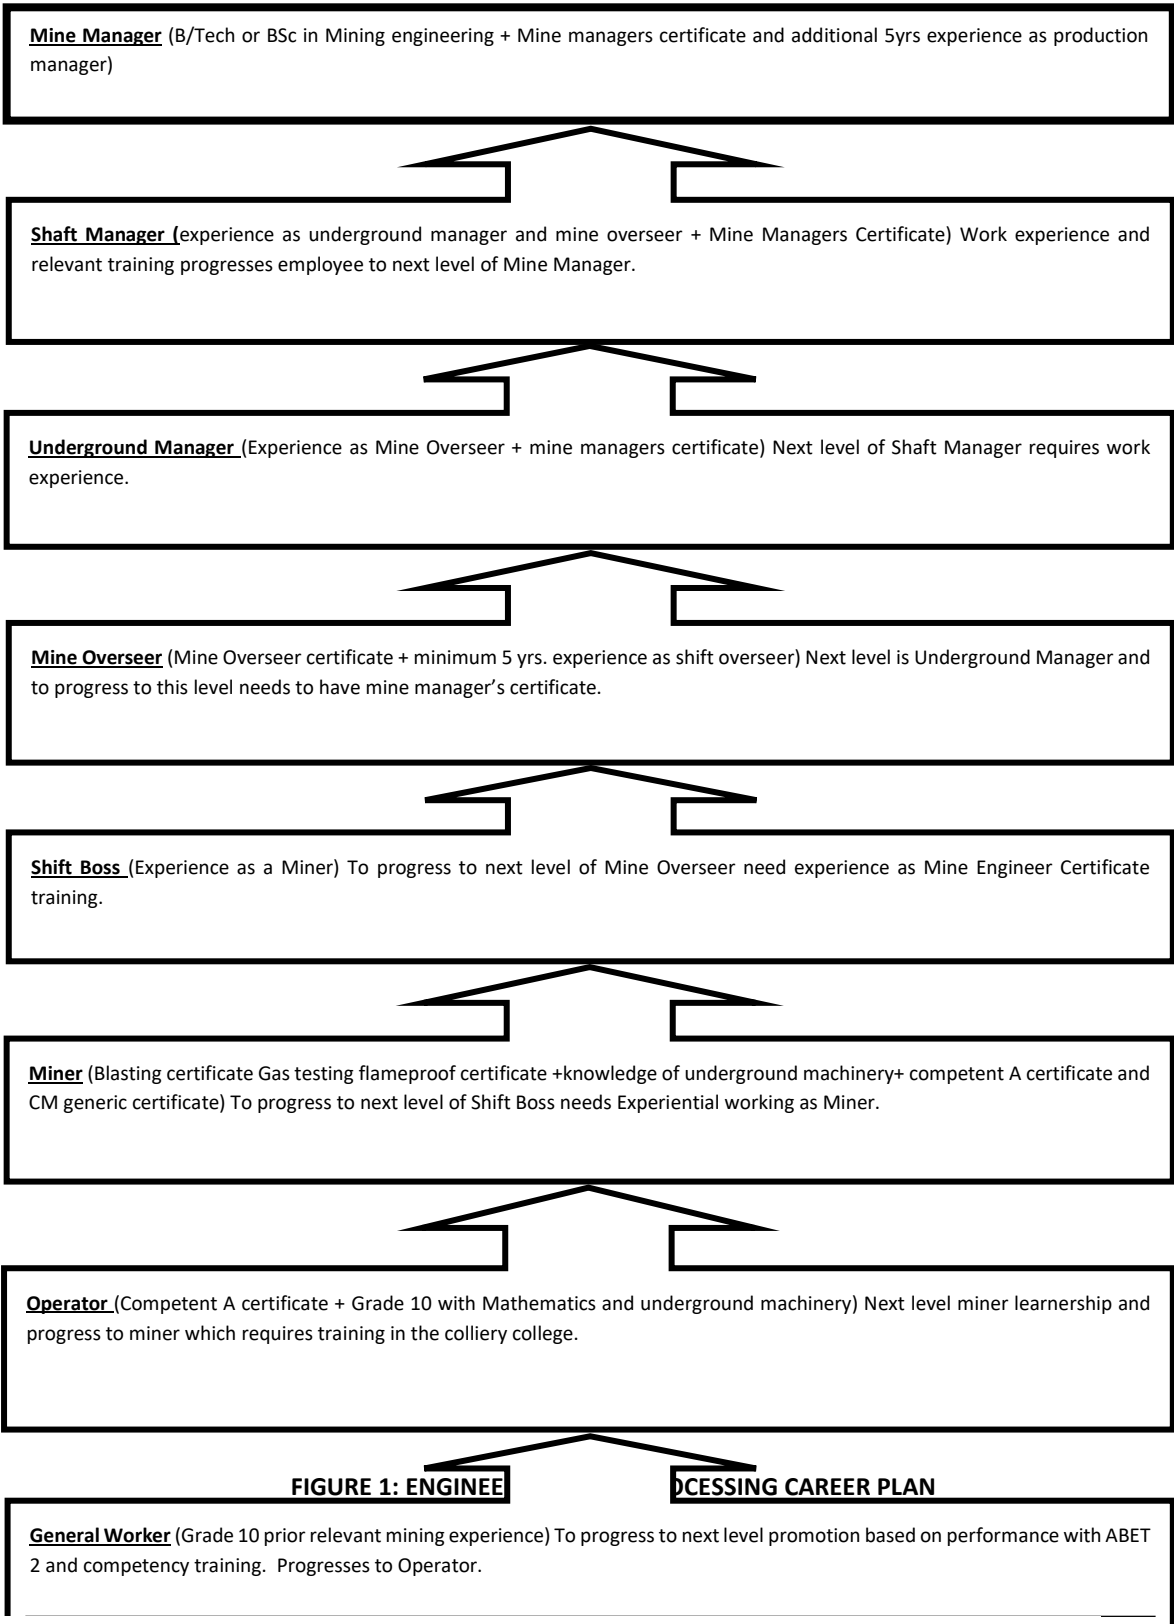 Mine Manager (B/Tech or BSc in Mining engineering + Mine managers certificate and additional 5yrs experience as production
manager)
Shaft Manager (experience as underground manager and mine overseer + Mine Managers Certificate) Work experience and
relevant training progresses employee to next level of Mine Manager.
Underground Manager (Experience as Mine Overseer + mine managers certificate) Next level of Shaft Manager requires work
experience.
Mine Overseer (Mine Overseer certificate + minimum 5 yrs. experience as shift overseer) Next level is Underground Manager and
to progress to this level needs to have mine manager’s certificate.
Shift Boss (Experience as a Miner) To progress to next level of Mine Overseer need experience as Mine Engineer Certificate
training.
Miner (Blasting certificate Gas testing flameproof certificate +knowledge of underground machinery+ competent A certificate and
CM generic certificate) To progress to next level of Shift Boss needs Experiential working as Miner.
Operator (Competent A certificate + Grade 10 with Mathematics and underground machinery) Next level miner learnership and
progress to miner which requires training in the colliery college.
FIGURE 1: ENGINEE OCESSING CAREER PLAN
General Worker (Grade 10 prior relevant mining experience) To progress to next level promotion based on performance with ABET
2 and competency training. Progresses to Operator.